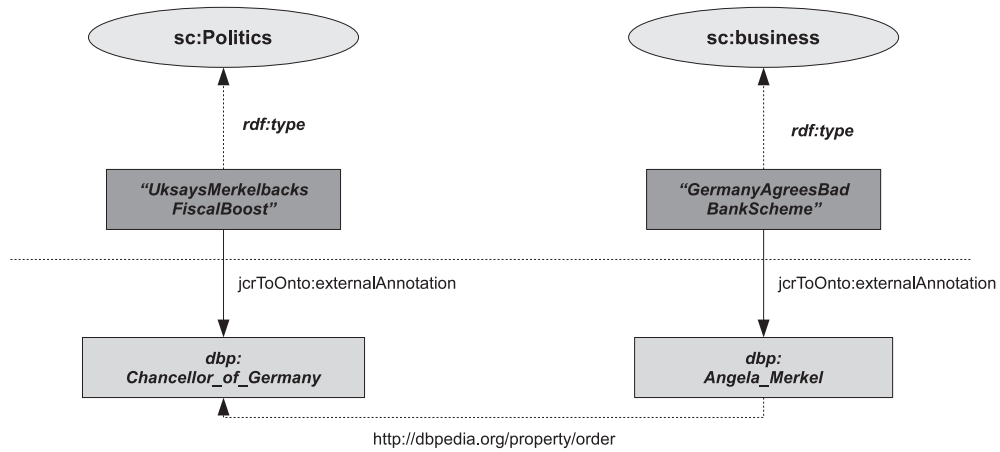 sc:Politics
sc:business
rdf:type
rdf:type
“UksaysMerkelbacks
FiscalBoost”
“GermanyAgreesBad
BankScheme”
jcrToOnto:externalAnnotation
jcrToOnto:externalAnnotation
dbp:
Chancellor_of_Germany
dbp:
Angela_Merkel
http://dbpedia.org/property/order